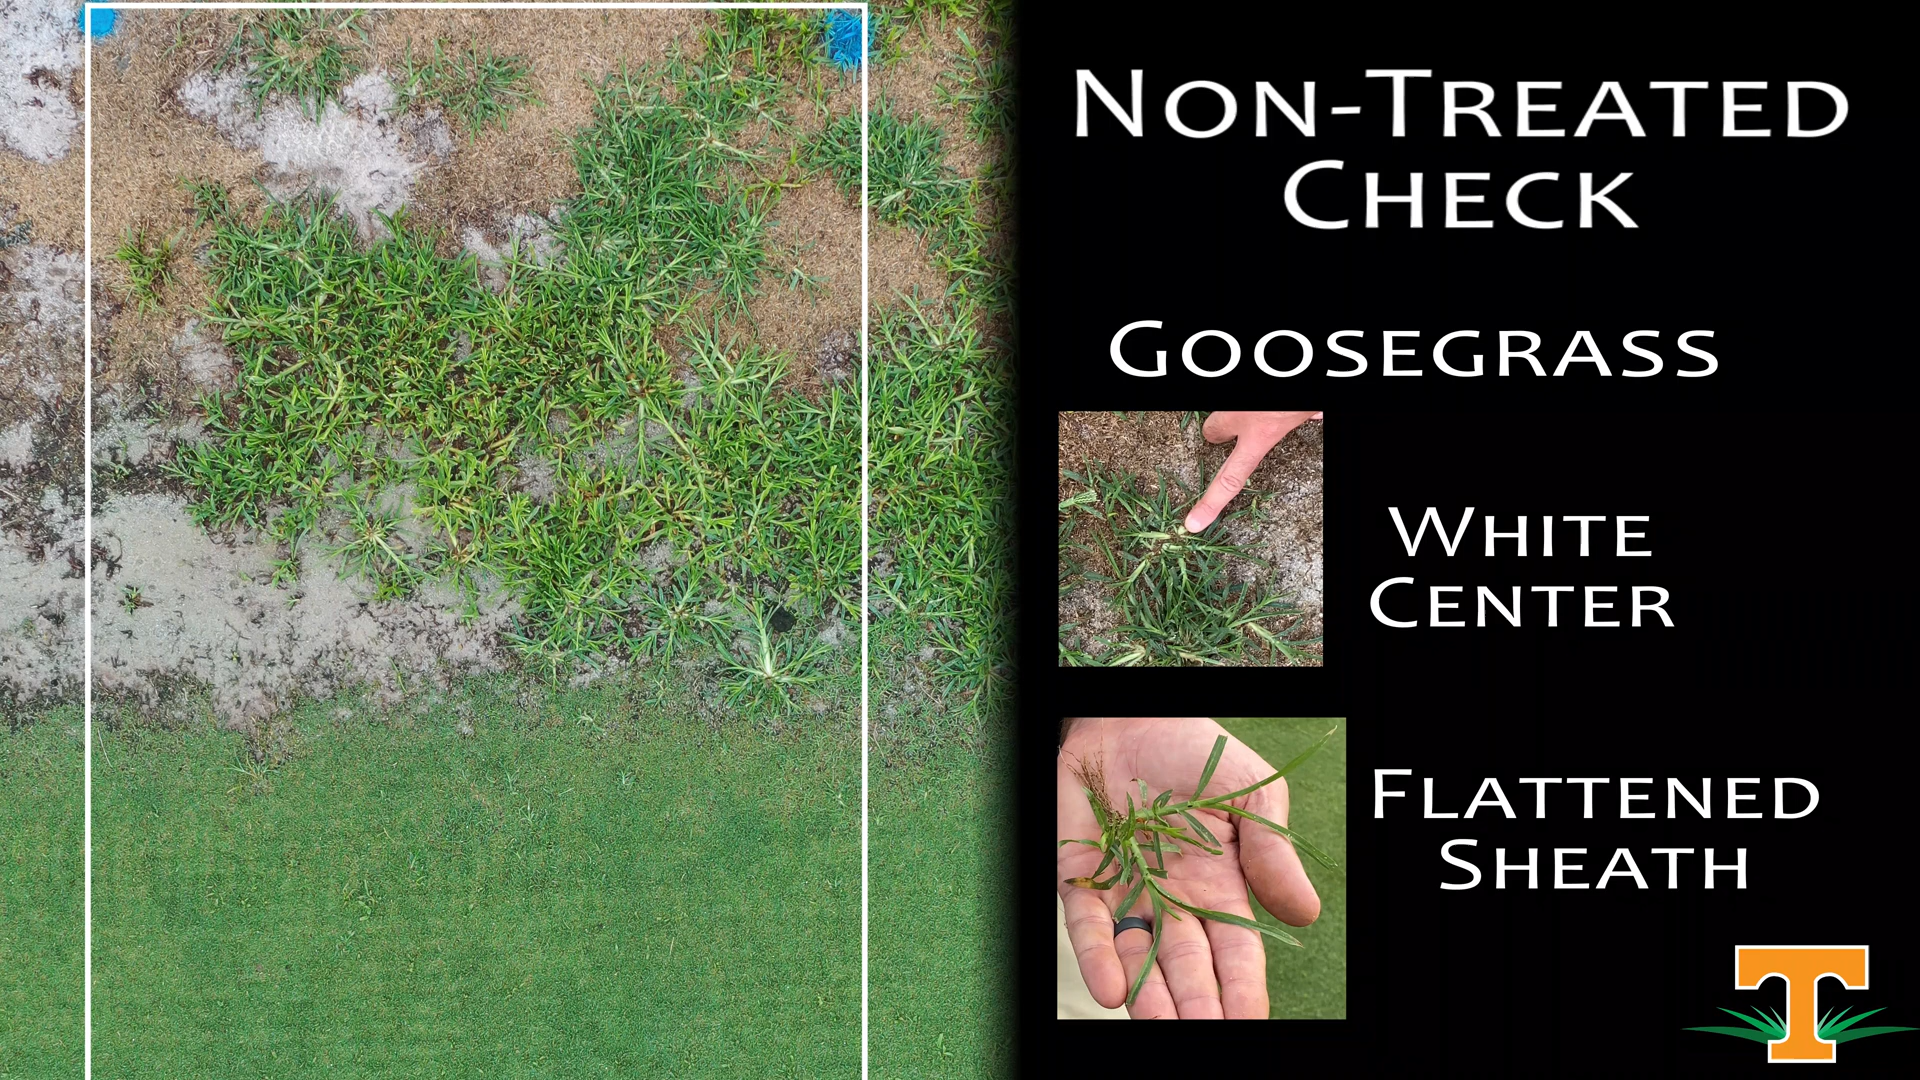 Non-Treated
Check
Goosegrass
White
Center
Flattened
Sheath
T